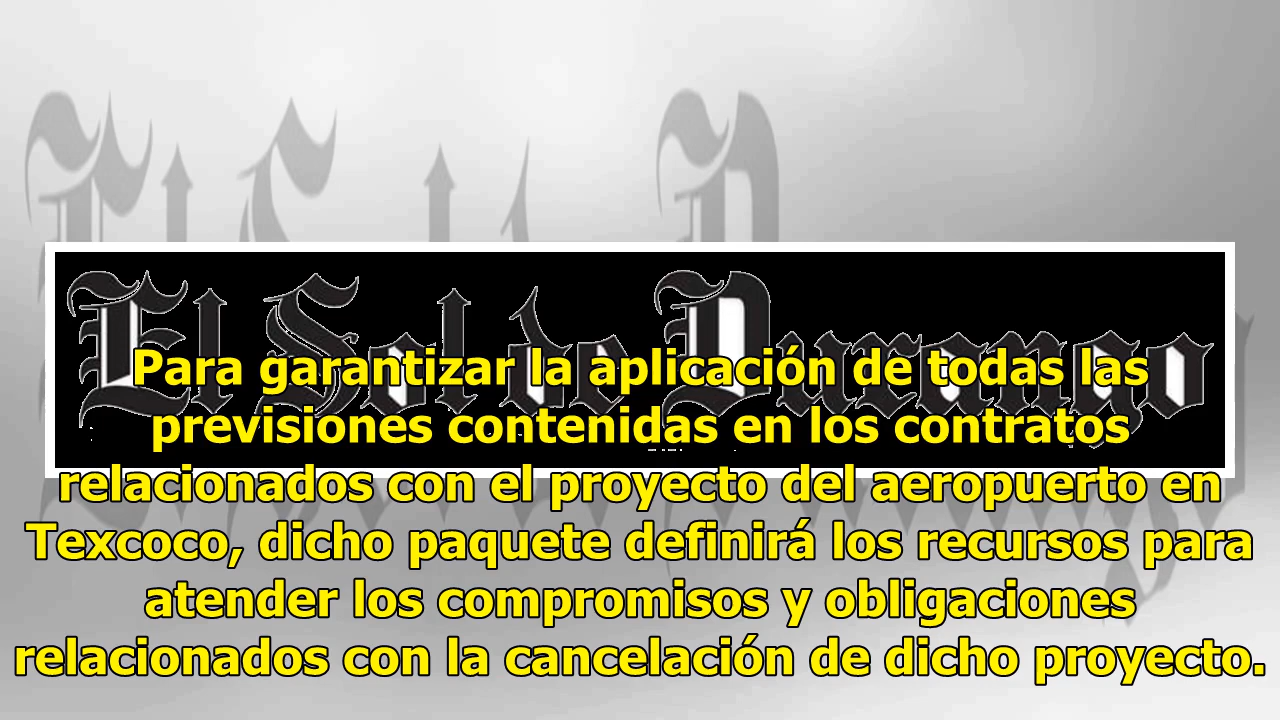 El Sol de Durango
Para garantizar la aplicación de todas las
previsiones contenidas en los contratos
relacionados con el proyecto del aeropuerto en
Texcoco, dicho paquete definirá los recursos para
atender los compromisos y obligaciones
relacionados con la cancelación de dicho proyecto.